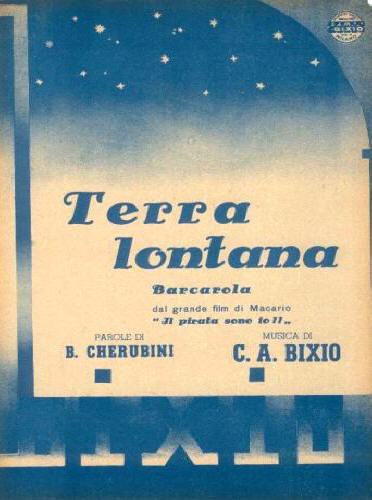 BIXIO
Terra
lontana
Barcarola
dal grande film di Macario
"Il pirata sono io!!„
PAROLE DI
B. CHERUBINI
MUSICA DI
C. A. BIXIO
BIXIO